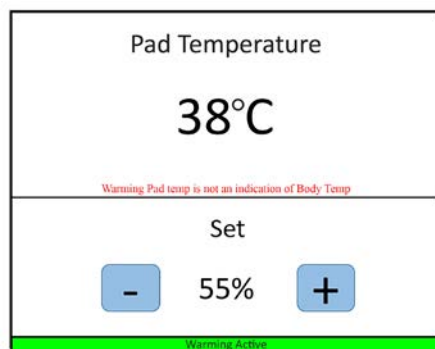 Pad Temperature
38°C
Warming Pad temp is not an indication of Body Temp
Set
- 55% +
Warming Active